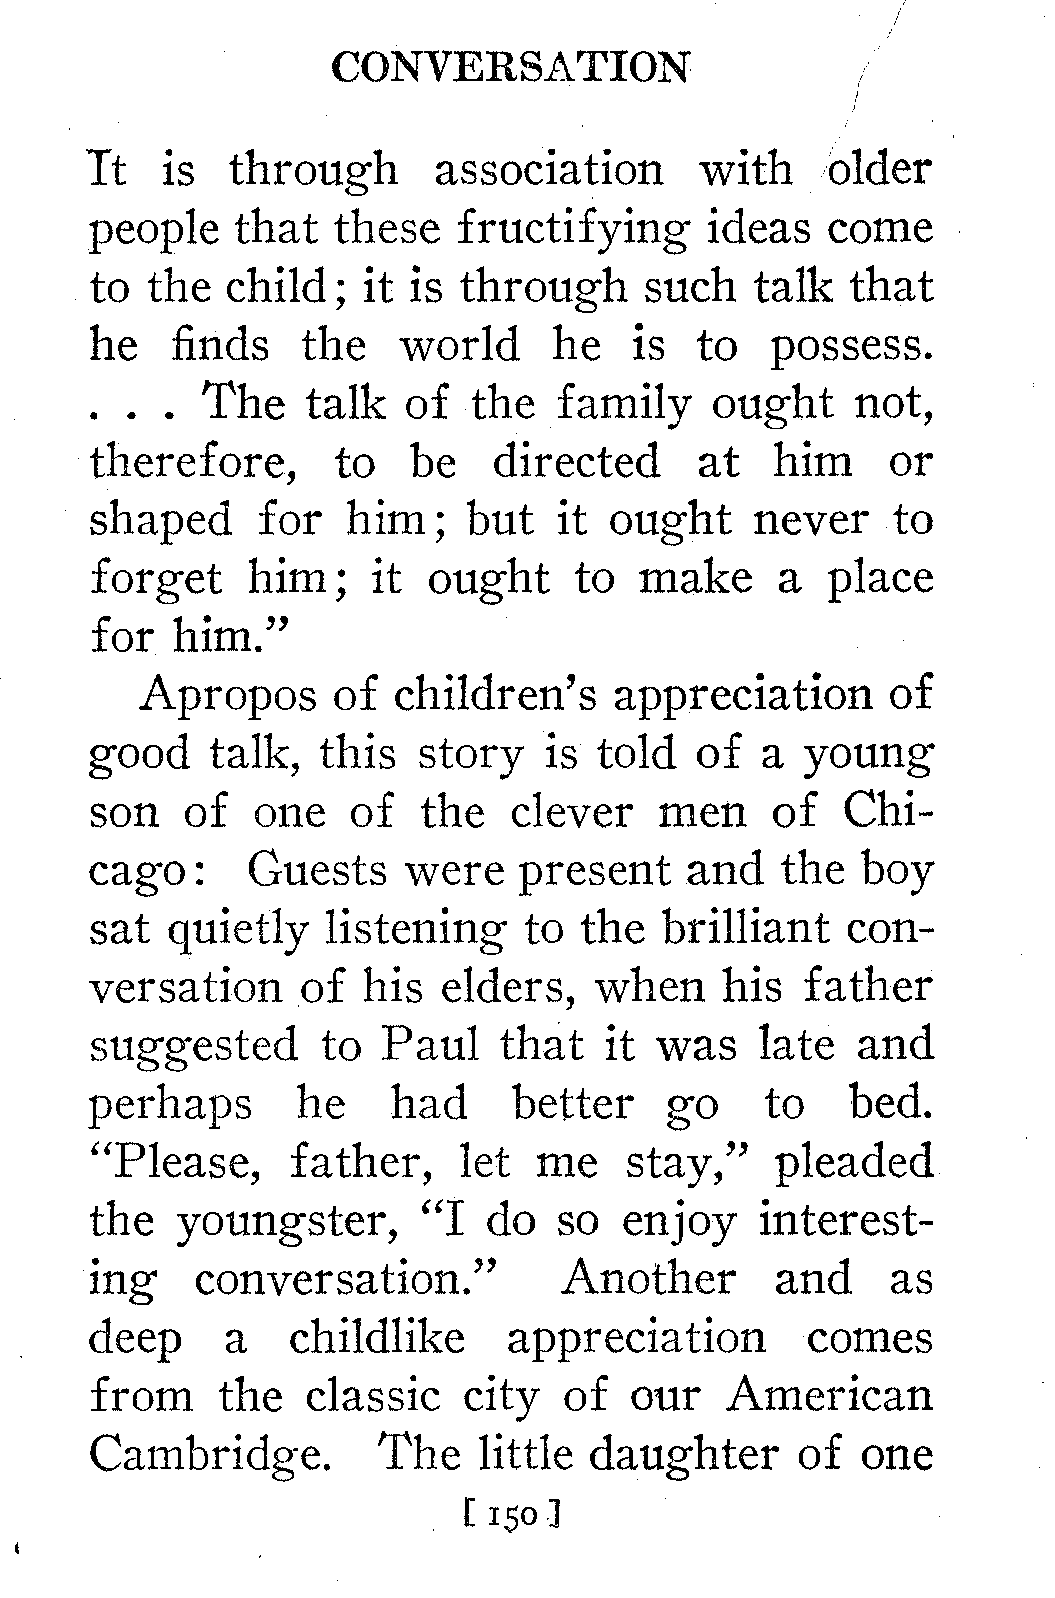 CONVERSATION
It is through association with older
people that these fructifying ideas come
to the child; it is through such talk that
he finds the world he is to possess.
. . . The talk of the family ought not,
therefore, to be directed at him or
shaped for him; but it ought never to
forget him; it ought to make a place
for him.”
Apropos of children’s appreciation of
good talk, this story is told of a young
son of one of the clever men of Chi-
cago: Guests were present and the boy
sat quietly listening to the brilliant con-
versation of his elders, when his father
suggested to Paul that it was late and
perhaps he had better go to bed.
“Please, father, let me stay,” pleaded
the youngster, “I do so enjoy interest-
ing conversation.” Another and as
deep a childlike appreciation comes
from the classic city of our American
Cambridge. The little daughter of one
[ 150 ]